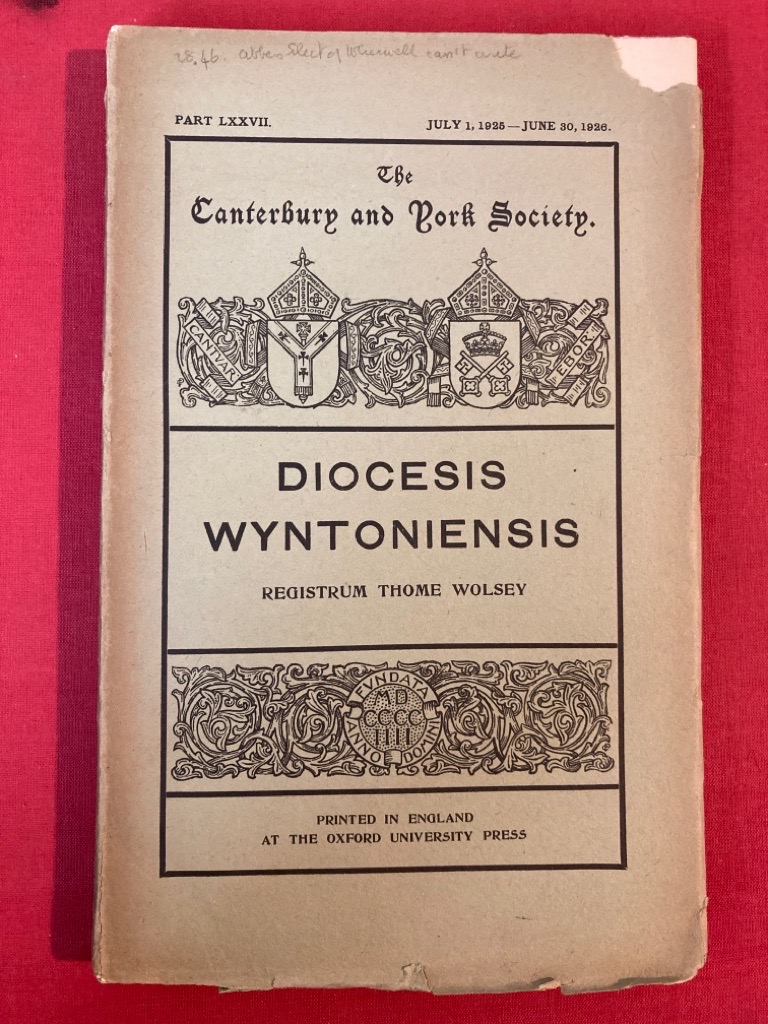 28, 46. Abbess Elect of Wherwell can't write
PART LXXVII.
JULY 1, 1925—JUNE 30, 1926.
The
Canterbury and York Society.
CANTVAR
EBOR
DIOCESIS
WYNTONIENSIS
REGISTRUM THOME WOLSEY
FVNDATA
MD
CCCC
IIII
ANNO DOMINI
PRINTED IN ENGLAND
AT THE OXFORD UNIVERSITY PRESS